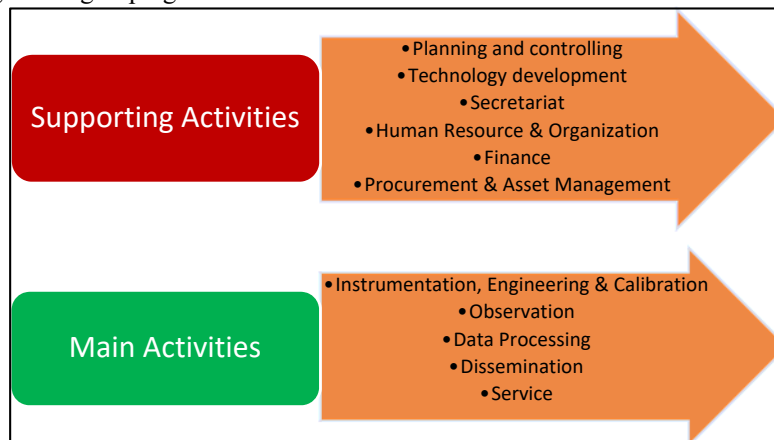 Supporting Activities
•Planning and controlling
•Technology development
•Secretariat
•Human Resource & Organization
•Finance
•Procurement & Asset Management
Main Activities
•Instrumentation, Engineering & Calibration
•Observation
•Data Processing
•Dissemination
•Service